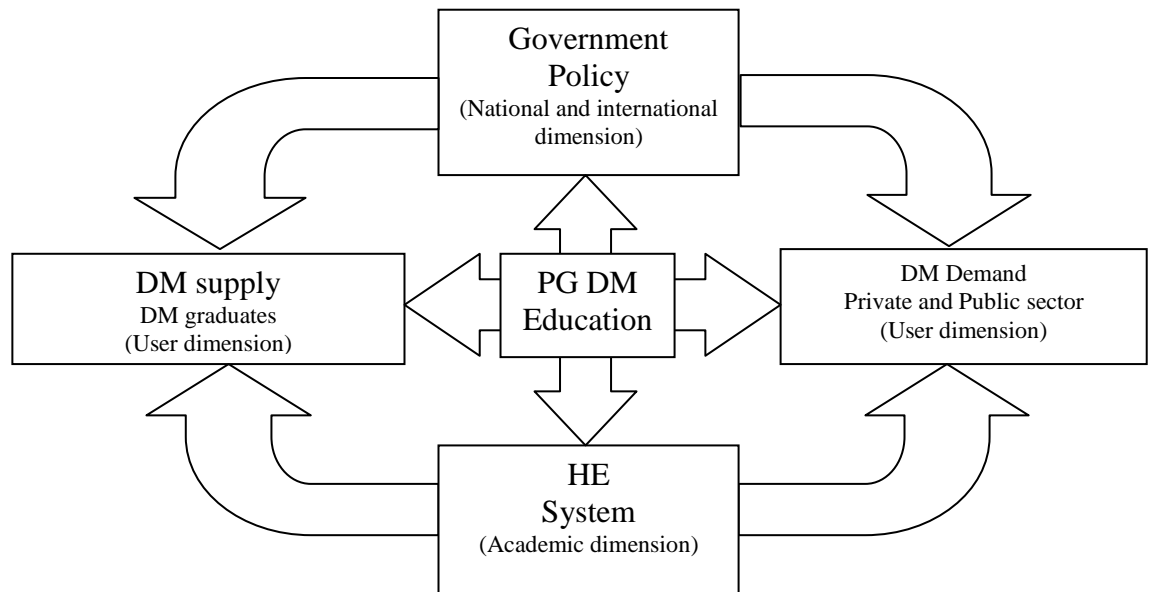 Government
Policy
(National and international
dimension)
DM supply
DM graduates
(User dimension)
PG DM
Education
DM Demand
Private and Public sector
(User dimension)
HE
System
(Academic dimension)